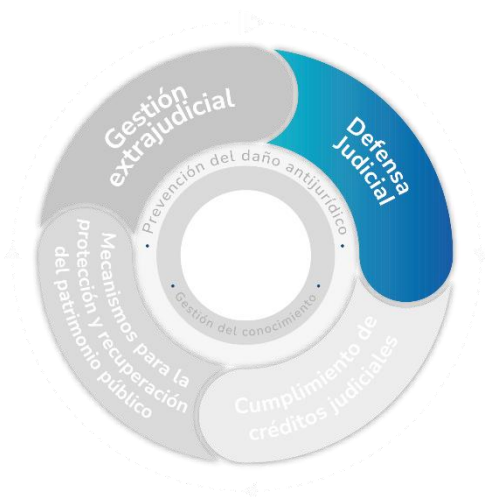 Gestión
extrajudicial
Defensa
Judicial
Prevención del daño antijurídico
Gestión del conocimiento
Mecanismos para la
protección y recuperación
del patrimonio público
Cumplimiento de
créditos judiciales